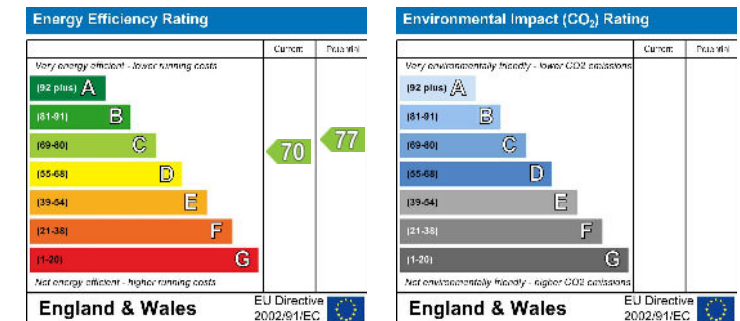 Energy Efficiency Rating
Current Potential
Very energy efficient - lower running costs
(92 plus) A
(81-91) B
(69-80) C
(55-68) D
(39-54) E
(21-38) F
(1-20) G
70
77
Not energy efficient - higher running costs
England & Wales
EU Directive
2002/91/EC
Environmental Impact (CO2) Rating
Current Potential
Very environmentally friendly - lower CO2 emissions
(92 plus) A
(81-91) B
(69-80) C
(55-68) D
(39-54) E
(21-38) F
(1-20) G
Not environmentally friendly - higher CO2 emissions
England & Wales
EU Directive
2002/91/EC